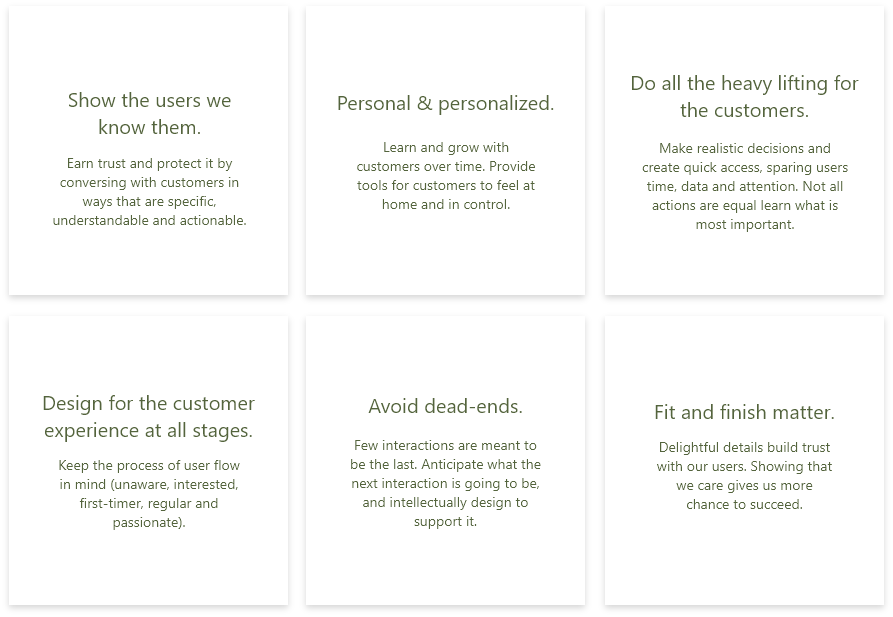 Show the users we
know them.
Earn trust and protect it by
conversing with customers in
ways that are specific,
understandable and actionable.
Personal & personalized.
Learn and grow with
customers over time. Provide
tools for customers to feel at
home and in control.
Do all the heavy lifting for
the customers.
Make realistic decisions and
create quick access, sparing users
time, data and attention. Not all
actions are equal learn what is
most important.
Design for the customer
experience at all stages.
Keep the process of user flow
in mind (unaware, interested,
first-timer, regular and
passionate).
Avoid dead-ends.
Few interactions are meant to
be the last. Anticipate what the
next interaction is going to be,
and intellectually design to
support it.
Fit and finish matter.
Delightful details build trust
with our users. Showing that
we care gives us more
chance to succeed.